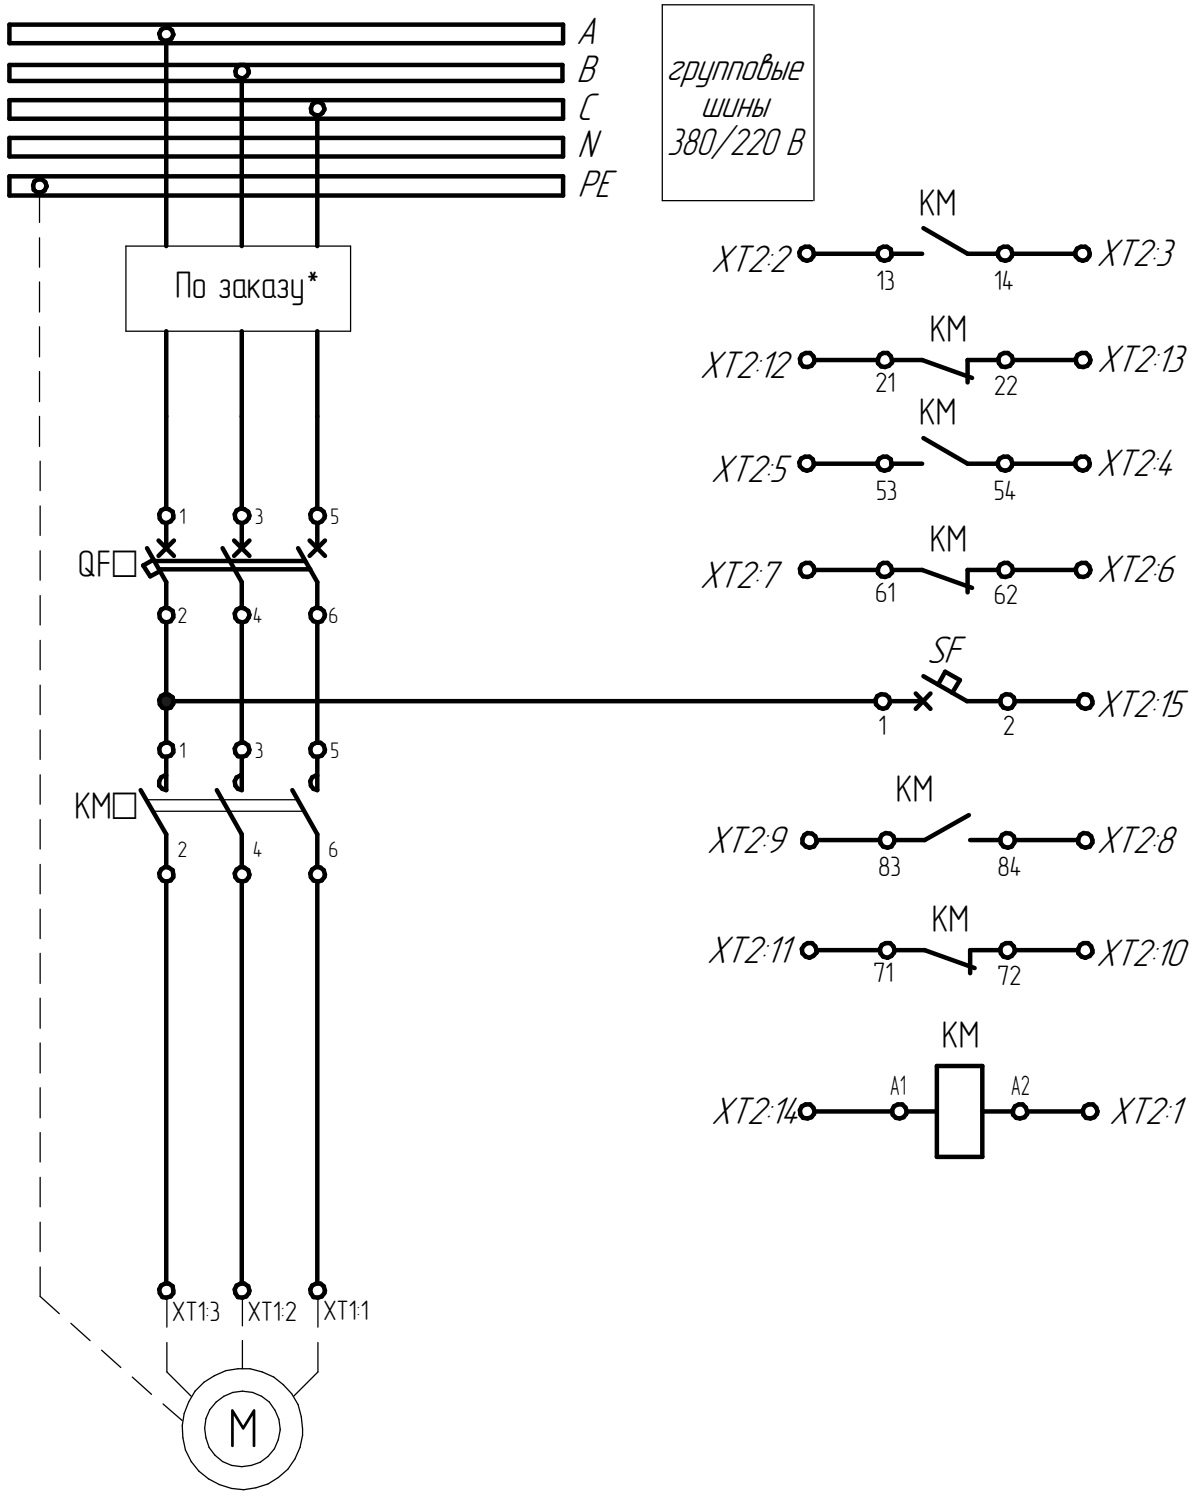 A
B
C
N
PE
групповые
шины
380/220 В
По заказу*
KM
XT2:2 13 14 XT2:3
KM
XT2:12 21 22 XT2:13
KM
XT2:5 53 54 XT2:4
1 3 5
QF
KM
XT2:7 61 62 XT2:6
2 4 6
SF
1 2 XT2:15
1 3 5
KM
2 4 6
KM
XT2:9 83 84 XT2:8
KM
XT2:11 71 72 XT2:10
KM
XT2:14 A1 A2 XT2:1
XT1:3 XT1:2 XT1:1
M